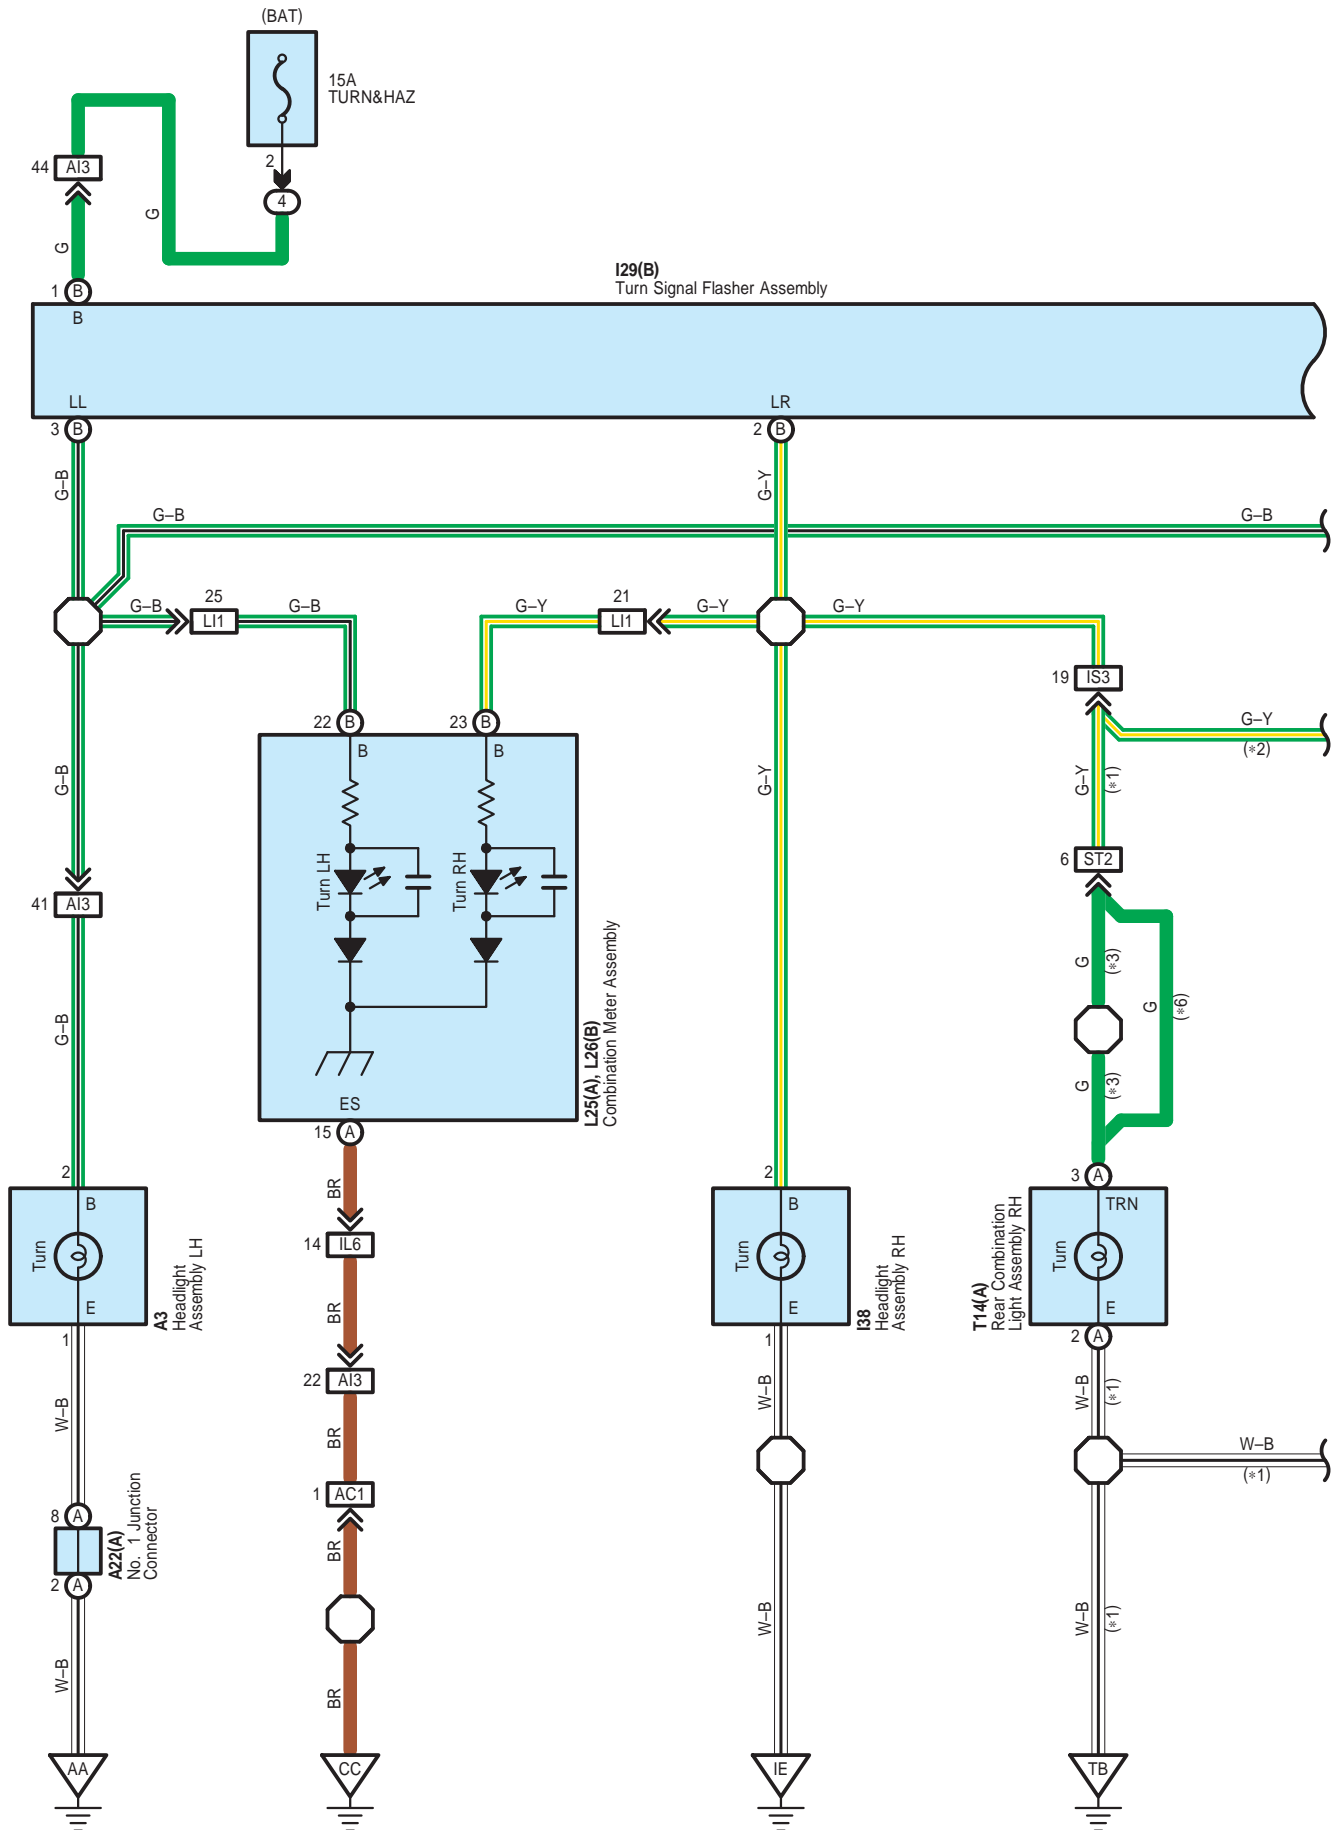 (BAT)
15A
TURN&HAZ
2
4
44 AI3
G
G
1 B
I29(B)
Turn Signal Flasher Assembly
B
LL
LR
3 B
2 B
G–B
G–Y
G–B
G–B
G–B
25
LI1
G–B
G–Y
21
LI1
G–Y
G–Y
19 IS3
G–Y
(*2)
22 B
23 B
B
B
G–B
G–Y
G–Y
(*1)
Turn LH
Turn RH
6 ST2
41 AI3
G
(*3)
G
(*6)
G–B
G
(*3)
L25(A), L26(B)
Combination Meter Assembly
ES
15 A
2
B
Turn
E
1
A3
Headlight
Assembly LH
BR
14 IL6
BR
22 AI3
BR
1 AC1
BR
BR
2
B
Turn
E
1
I38
Headlight
Assembly RH
3 A
TRN
Turn
E
2 A
T14(A)
Rear Combination
Light Assembly RH
W–B
W–B
W–B
(*1)
W–B
(*1)
8 A
2 A
A22(A)
No. 1 Junction
Connector
W–B
W–B
W–B
(*1)
AA
CC
IE
TB